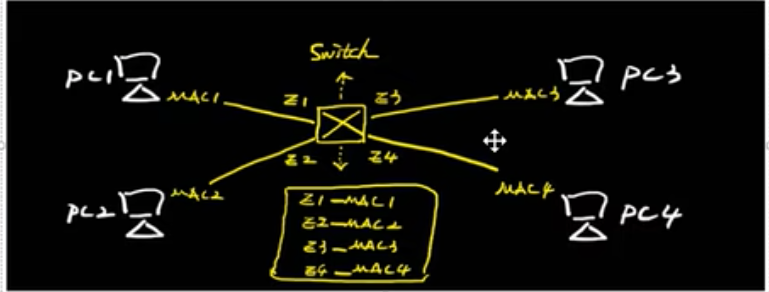 Switch
PC1
MAC1
Z1
Z3
MAC3
PC3
Z2
Z4
PC2
MAC2
MAC4
PC4
Z1-MAC1
Z2-MAC2
Z3-MAC3
Z4-MAC4